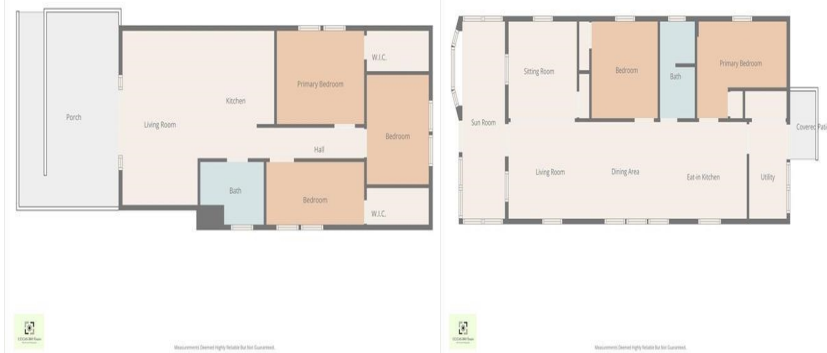 Porch
Living Room
Kitchen
Primary Bedroom
W.I.C.
Hall
Bedroom
Bath
Bedroom
W.I.C.
Measurements Deemed Highly Reliable But Not Guaranteed.
Sun Room
Sitting Room
Bedroom
Bath
Primary Bedroom
Living Room
Dining Area
Eat-in Kitchen
Utility
Covered Pati
Measurements Deemed Highly Reliable But Not Guaranteed.